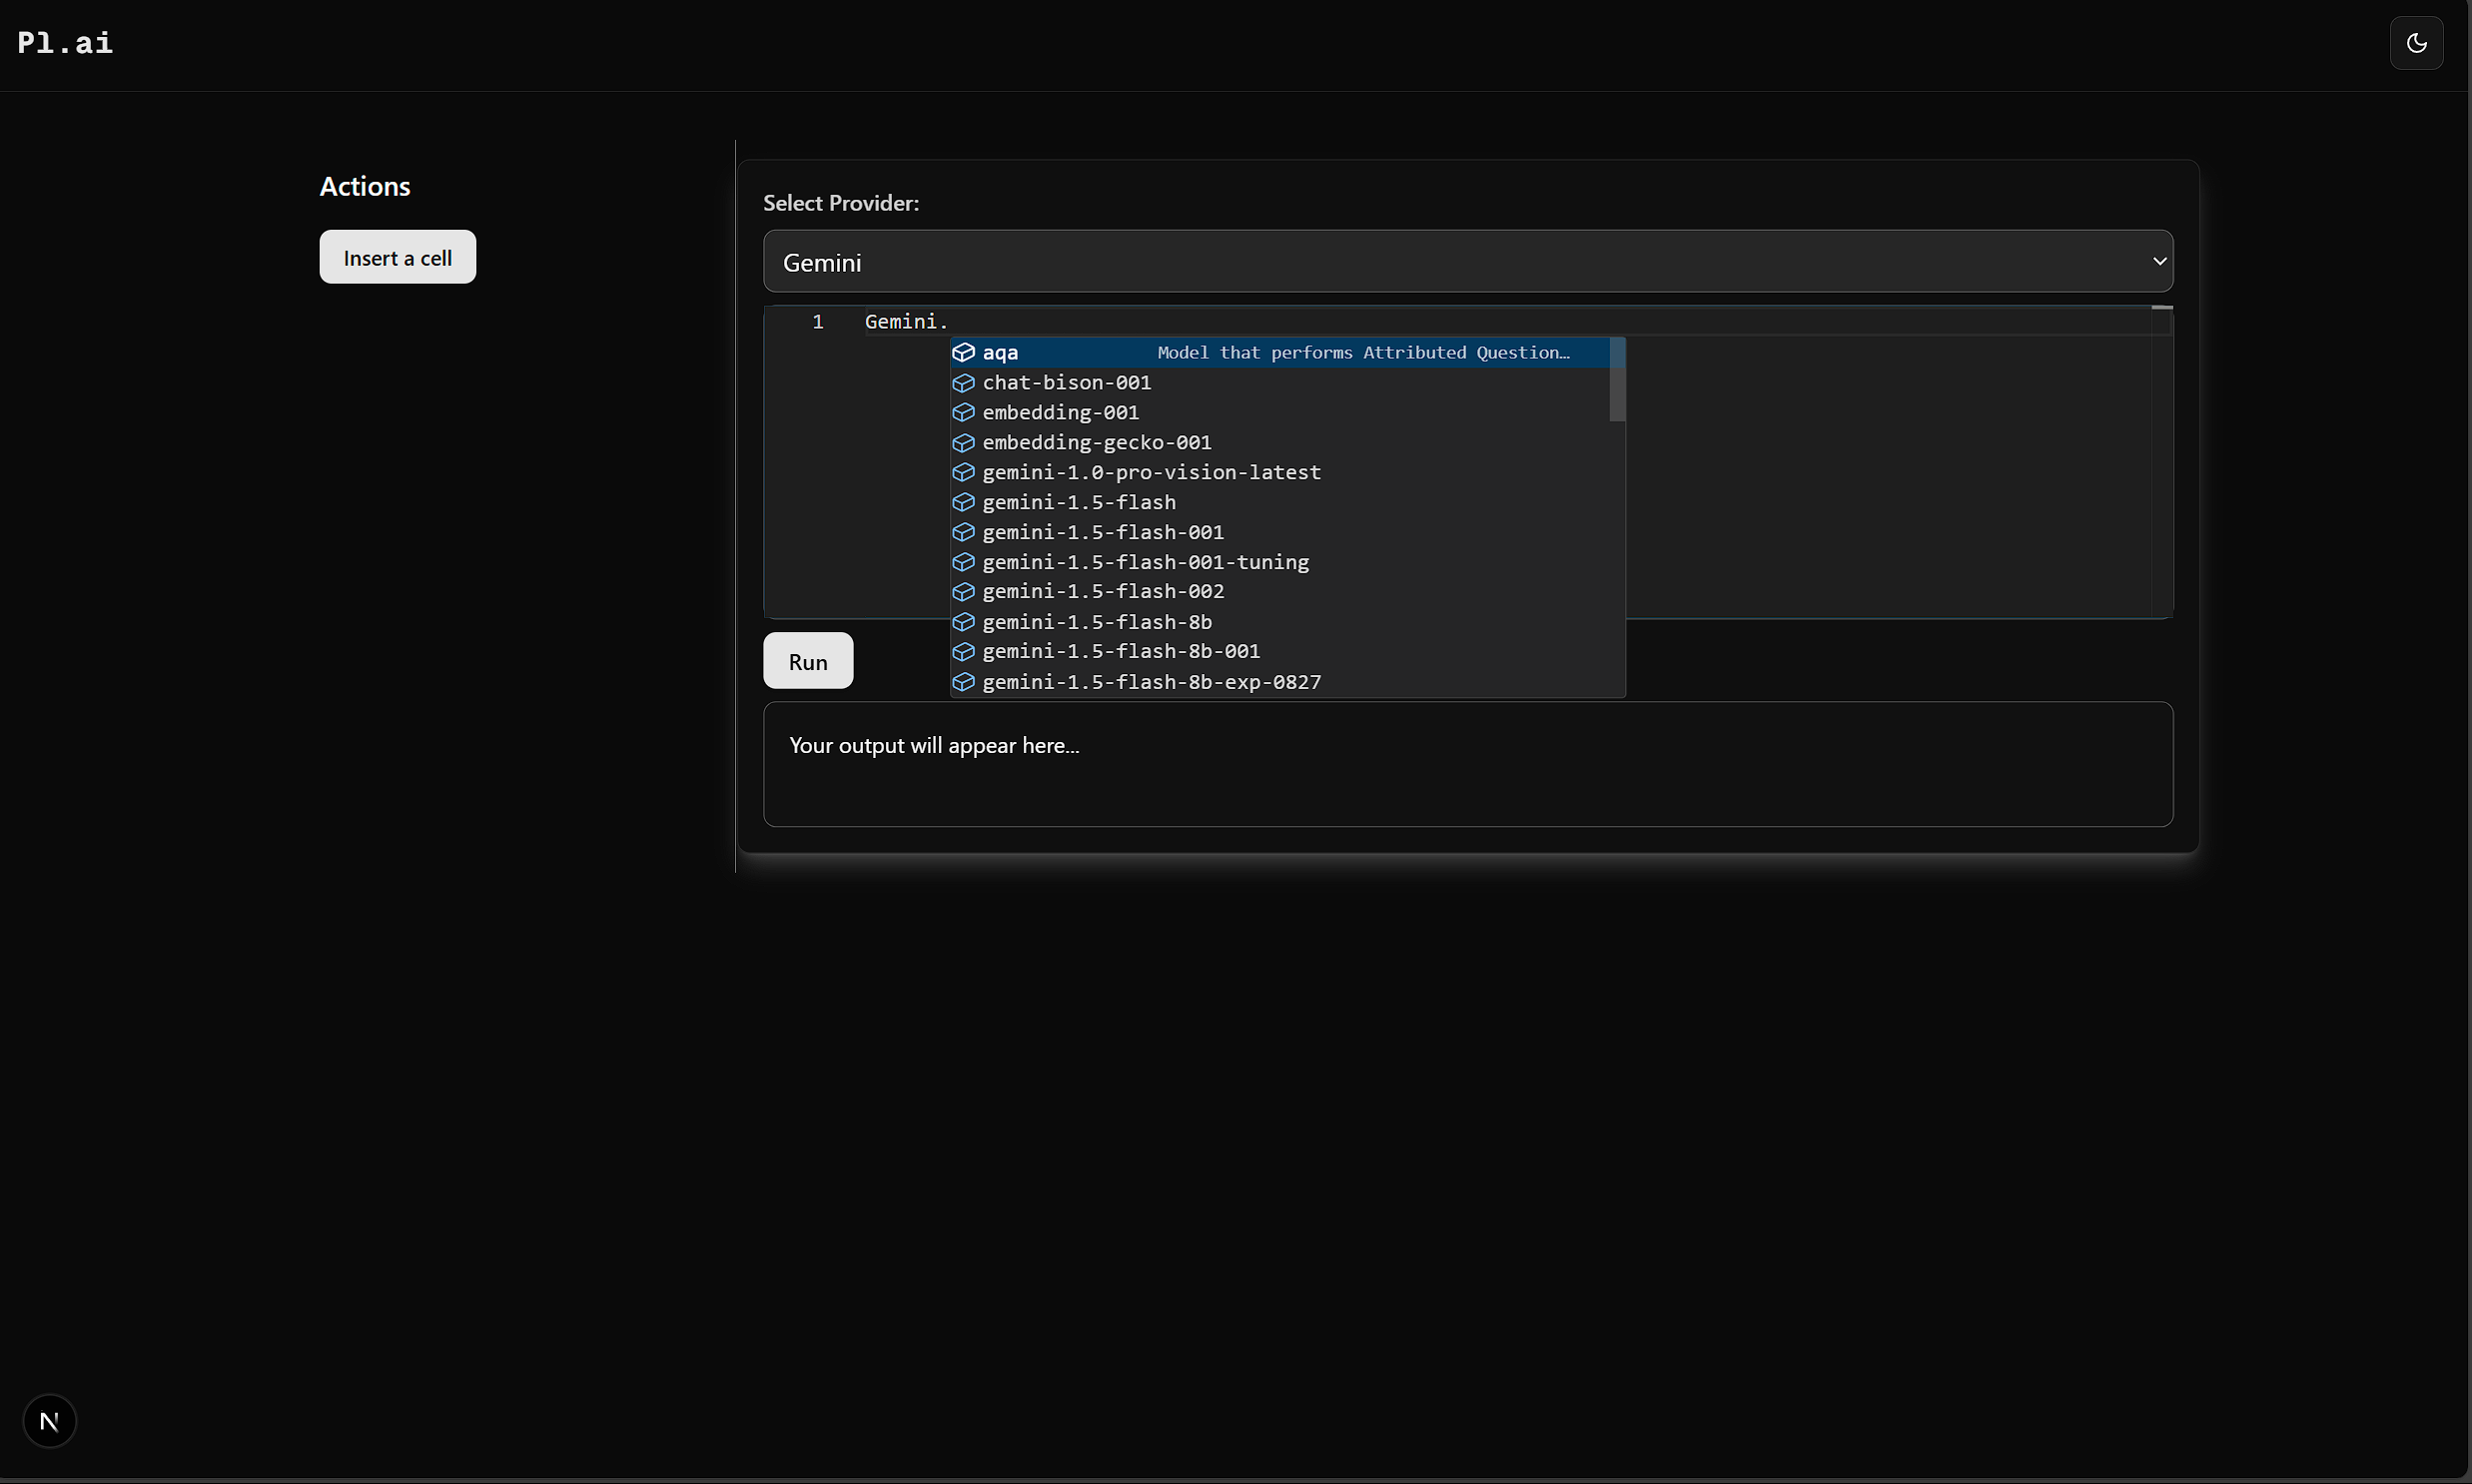 Pl.ai
Actions
Insert a cell
Select Provider:
Gemini
1 Gemini.
aqa Model that performs Attributed Question…
chat-bison-001
embedding-001
embedding-gecko-001
gemini-1.0-pro-vision-latest
gemini-1.5-flash
gemini-1.5-flash-001
gemini-1.5-flash-001-tuning
gemini-1.5-flash-002
gemini-1.5-flash-8b
gemini-1.5-flash-8b-001
gemini-1.5-flash-8b-exp-0827
Run
Your output will appear here...
N